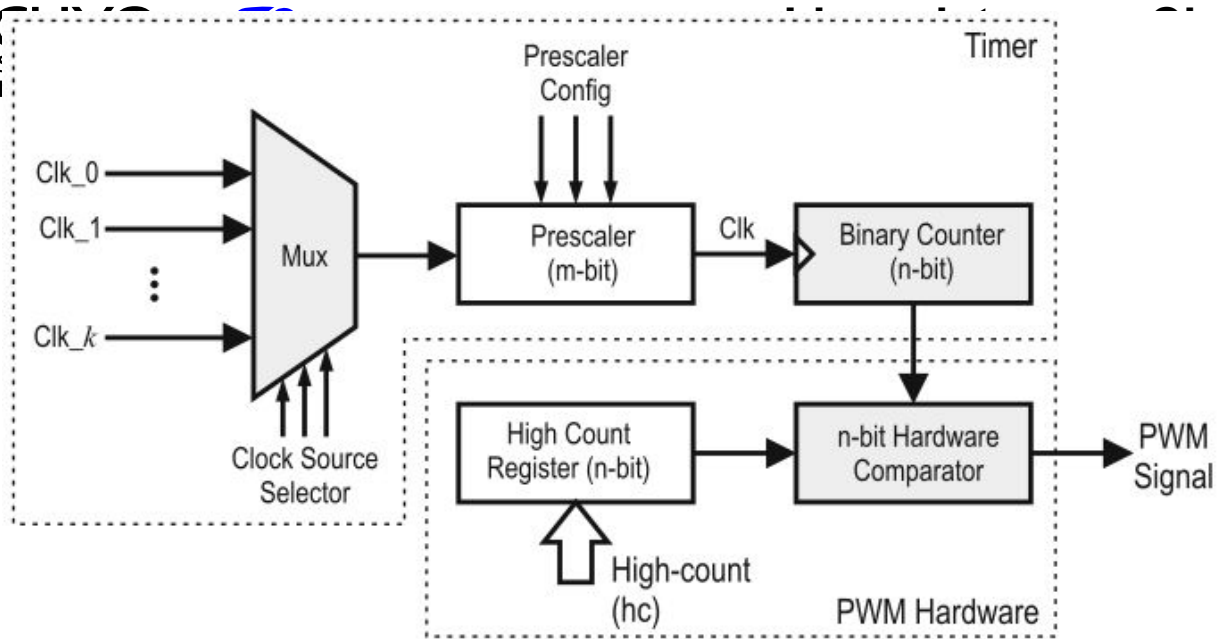 Timer
Prescaler
Config
Clk_0
Clk_1
Clk_k
Mux
Prescaler
(m-bit)
Clk
Binary Counter
(n-bit)
Clock Source
Selector
High Count
Register (n-bit)
n-bit Hardware
Comparator
PWM
Signal
High-count
(hc)
PWM Hardware